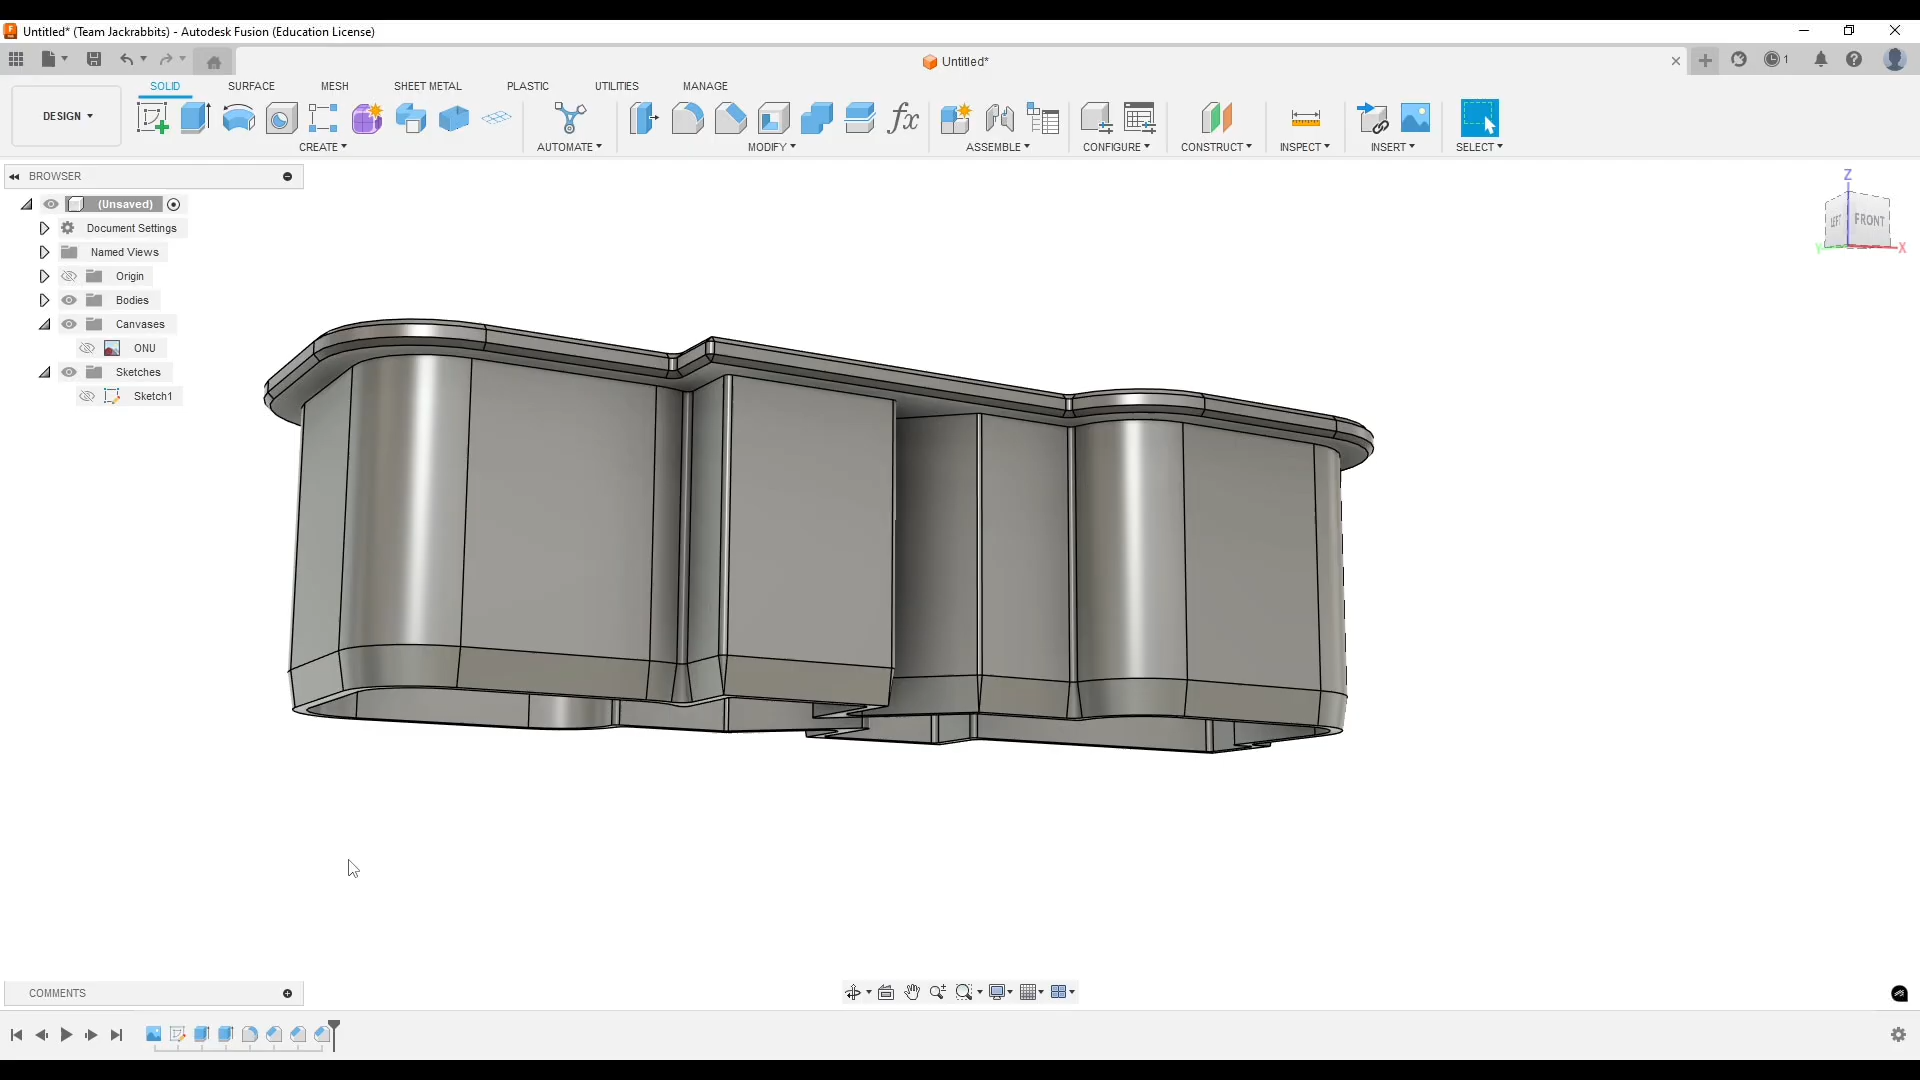 Untitled* (Team Jackrabbits) - Autodesk Fusion (Education License)
Untitled*
1
SOLID SURFACE MESH SHEET METAL PLASTIC UTILITIES MANAGE
DESIGN
fx
CREATE AUTOMATE MODIFY ASSEMBLE CONFIGURE CONSTRUCT INSPECT INSERT SELECT
BROWSER
(Unsaved)
Document Settings
Named Views
Origin
Bodies
Canvases
ONU
Sketches
Sketch1
Z
LEFT FRONT
Y X
COMMENTS